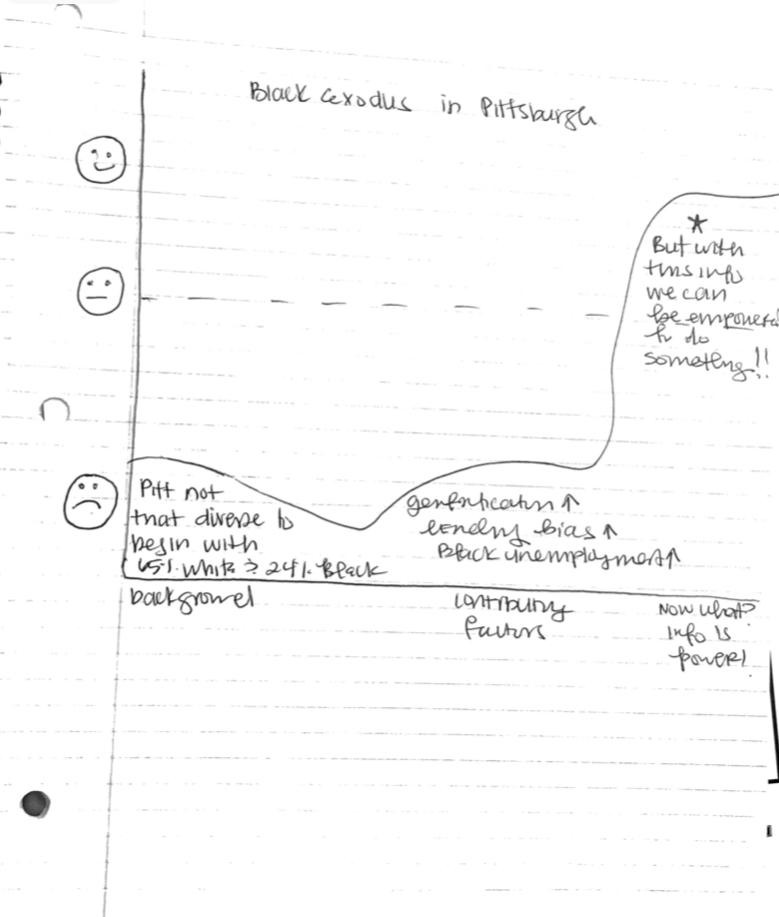 Black exodus in Pittsburgh
★
But with
this info
we can
be empowered
to do
something!!
Pitt not
that diverse to
begin with
65% White > 24% Black
gentrification ↑
lending bias ↑
Black unemployment ↑
background
contributing
factors
Now what?
info is
power!